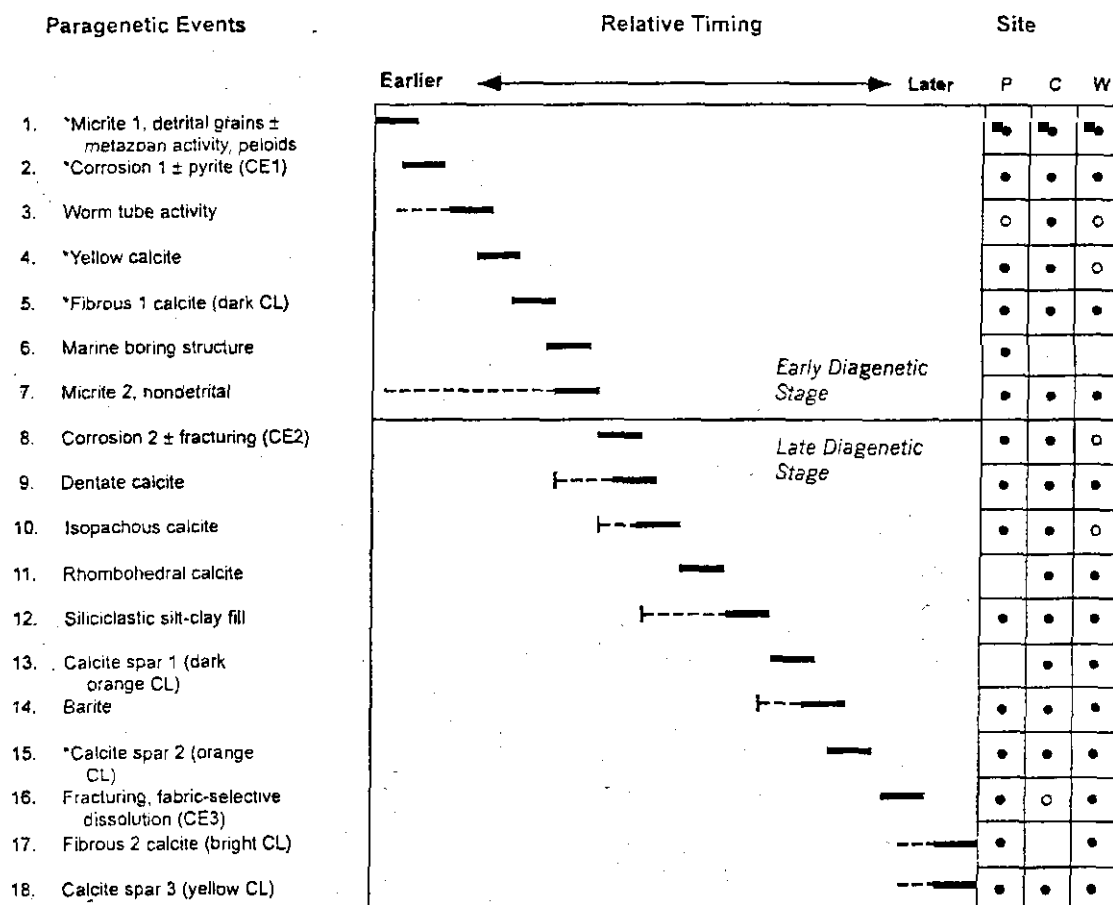 Paragenetic Events
Relative Timing
Site
Earlier
Later
P
C
W
1. *Micrite 1, detrital grains ±
metazoan activity, peloids
2. *Corrosion 1 ± pyrite (CE1)
3. Worm tube activity
4. *Yellow calcite
5. *Fibrous 1 calcite (dark CL)
6. Marine boring structure
7. Micrite 2, nondetrital
Early Diagenetic
Stage
8. Corrosion 2 ± fracturing (CE2)
Late Diagenetic
Stage
9. Dentate calcite
10. Isopachous calcite
11. Rhombohedral calcite
12. Siliciclastic silt-clay fill
13. Calcite spar 1 (dark
orange CL)
14. Barite
15. *Calcite spar 2 (orange
CL)
16. Fracturing, fabric-selective
dissolution (CE3)
17. Fibrous 2 calcite (bright CL)
18. Calcite spar 3 (yellow CL)